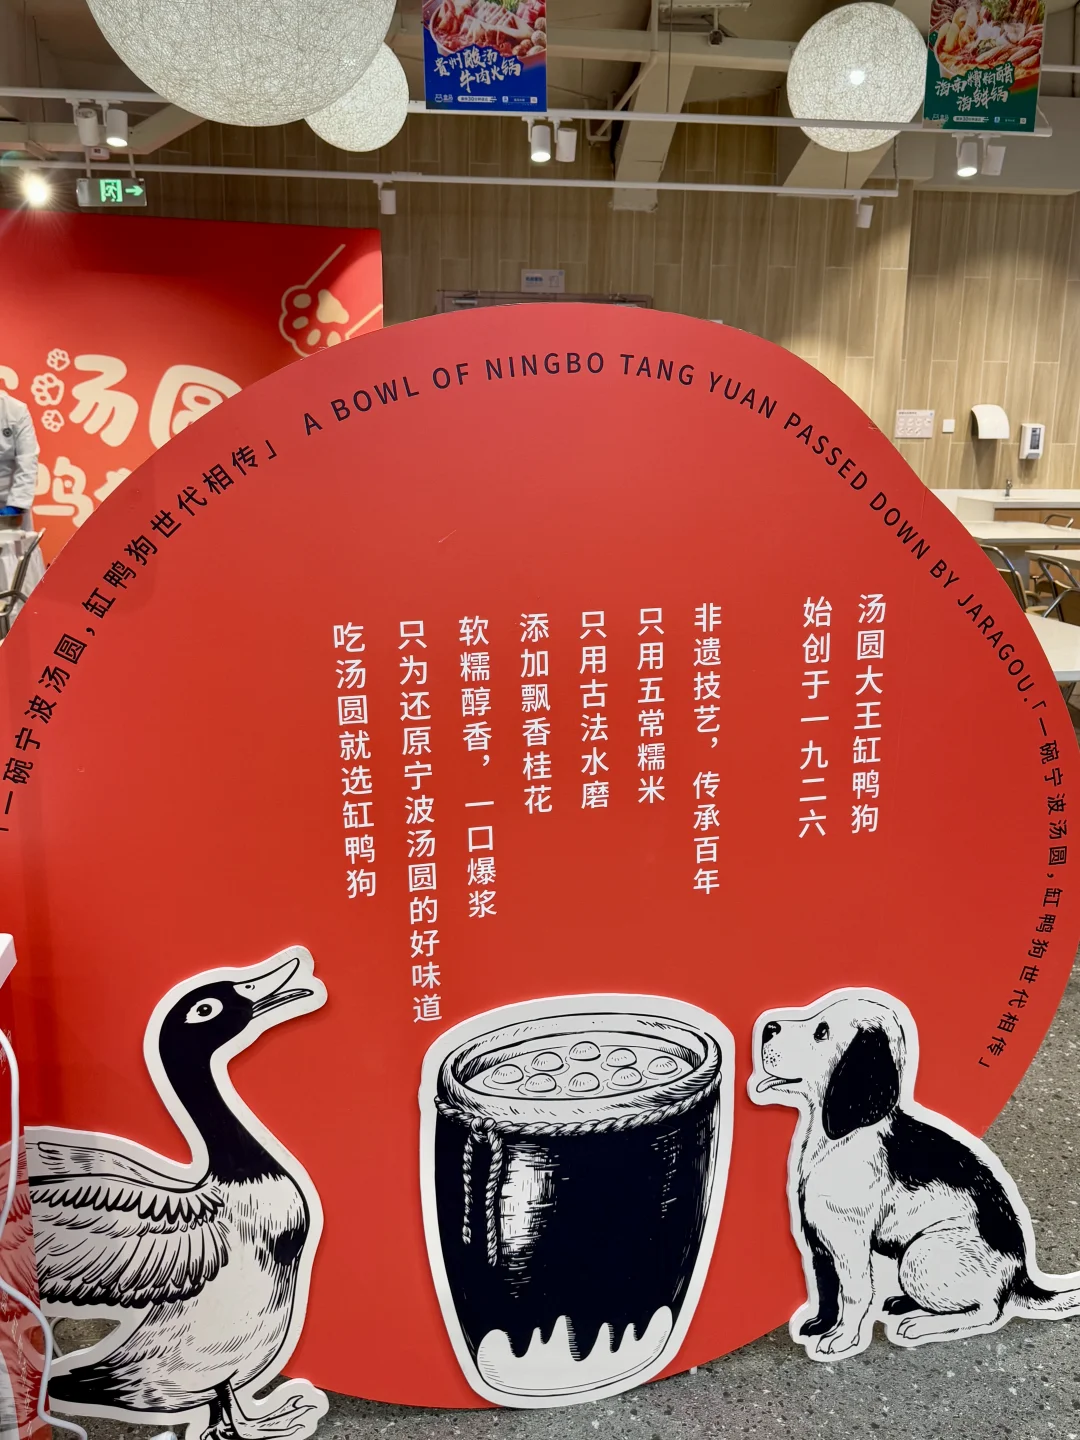 贵州酸汤
牛肉火锅
海南糟粕醋
海鲜锅
汤圆
鸭
「一碗宁波汤圆，缸鸭狗世代相传」 A BOWL OF NINGBO TANG YUAN PASSED DOWN BY JARAGOU.「一碗宁波汤圆，缸鸭狗世代相传」
汤圆大王缸鸭狗
始创于一九二六
非遗技艺，传承百年
只用五常糯米
只用古法水磨
添加飘香桂花
软糯醇香，一口爆浆
只为还原宁波汤圆的好味道
吃汤圆就选缸鸭狗